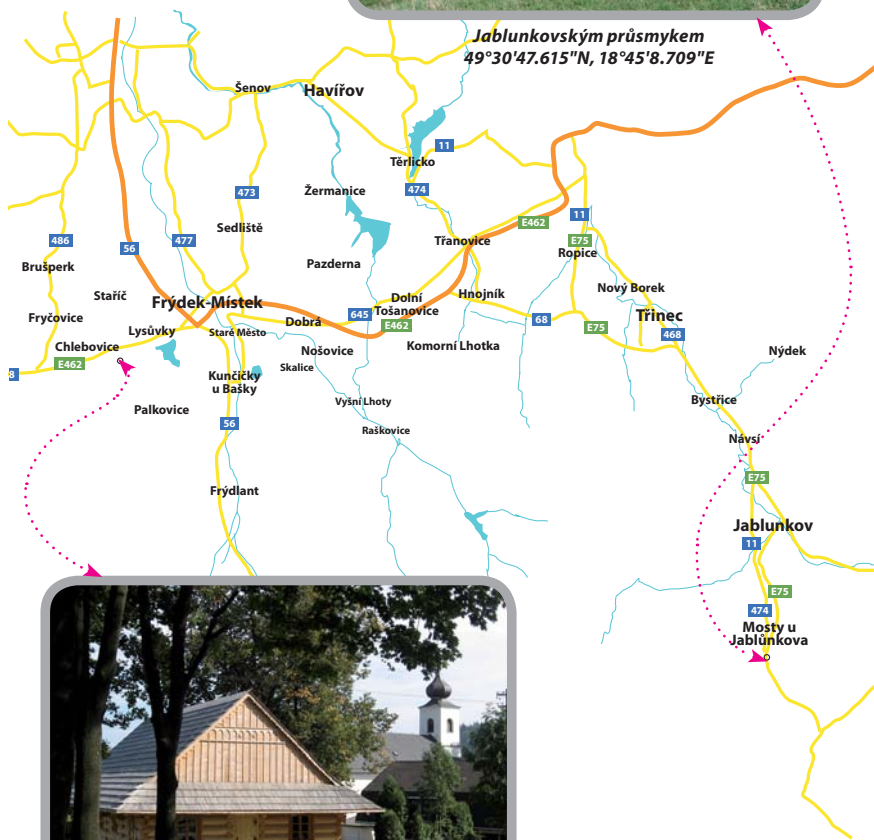 Jablunkovským průsmykem
49°30'47.615"N, 18°45'8.709"E
Šenov
Havířov
11
Těrlicko
474
Žermanice
473
Sedliště
11
E462
486
56
477
Třanovice
E75
Ropice
Brušperk
Pazderna
Staříč
Frýdek-Místek
Dolní
Tošanovice
Hnojník
Nový Borek
Fryčovice
Lysůvky
Staré Město
Dobrá
645
E462
68
E75
Třinec
468
Chlebovice
Nošovice
Komorní Lhotka
Nýdek
E462
8
Skalice
Kunčičky
u Bašky
Palkovice
Vyšní Lhoty
Bystřice
56
Raškovice
Návsí
E75
Frýdlant
Jablunkov
11
E75
474
Mosty u
Jablůnkova